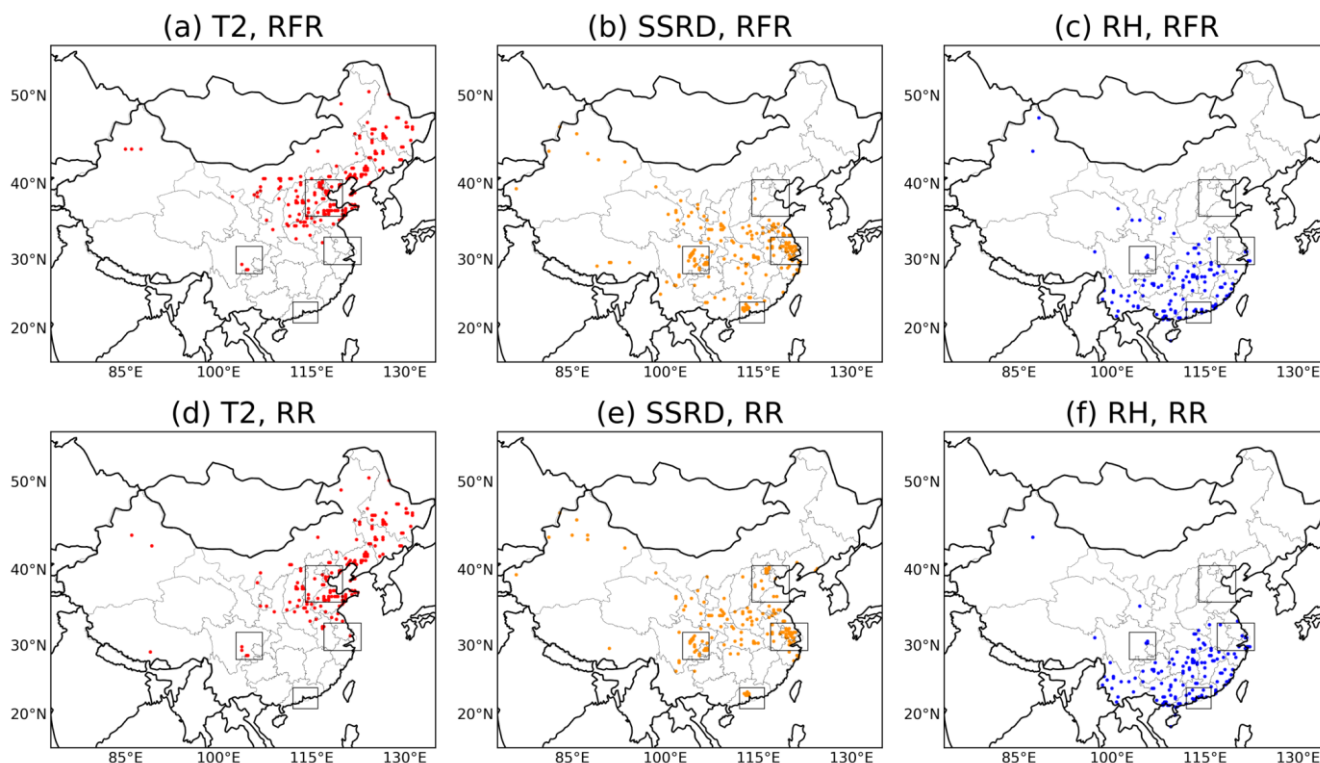 (a) T2, RFR (b) SSRD, RFR (c) RH, RFR
50°N 50°N 50°N
40°N 40°N 40°N
30°N 30°N 30°N
20°N 20°N 20°N
85°E 100°E 115°E 130°E 85°E 100°E 115°E 130°E 85°E 100°E 115°E 130°E
(d) T2, RR (e) SSRD, RR (f) RH, RR
50°N 50°N 50°N
40°N 40°N 40°N
30°N 30°N 30°N
20°N 20°N 20°N
85°E 100°E 115°E 130°E 85°E 100°E 115°E 130°E 85°E 100°E 115°E 130°E